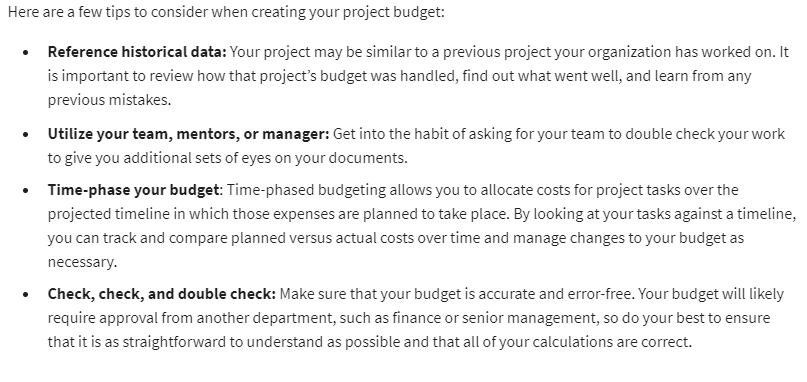 Here are a few tips to consider when creating your project budget:
• Reference historical data: Your project may be similar to a previous project your organization has worked on. It
is important to review how that project's budget was handled, find out what went well, and learn from any
previous mistakes.
• Utilize your team, mentors, or manager: Get into the habit of asking for your team to double check your work
to give you additional sets of eyes on your documents.
• Time-phase your budget: Time-phased budgeting allows you to allocate costs for project tasks over the
projected timeline in which those expenses are planned to take place. By looking at your tasks against a timeline,
you can track and compare planned versus actual costs over time and manage changes to your budget as
necessary.
• Check, check, and double check: Make sure that your budget is accurate and error-free. Your budget will likely
require approval from another department, such as finance or senior management, so do your best to ensure
that it is as straightforward to understand as possible and that all of your calculations are correct.